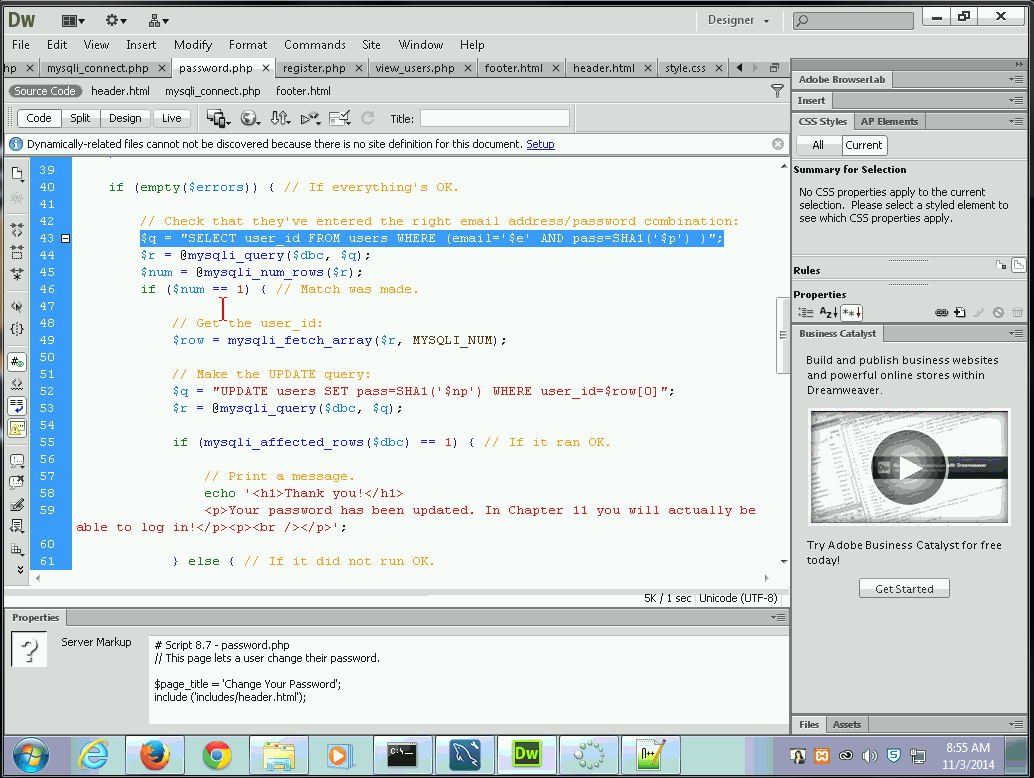 Dw
Designer
File Edit View Insert Modify Format Commands Site Window Help
hp × mysqli_connect.php × password.php × register.php × view_users.php × footer.html × header.html × style.css ×
Source Code header.html mysqli_connect.php footer.html
Code Split Design Live Title:
Dynamically-related files cannot not be discovered because there is no site definition for this document. Setup
39
40 if (empty($errors)) { // If everything's OK.
41
42 // Check that they've entered the right email address/password combination:
43 $q = "SELECT user_id FROM users WHERE (email='$e' AND pass=SHA1('$p') )";
44 $r = @mysqli_query($dbc, $q);
45 $num = @mysqli_num_rows($r);
46 if ($num == 1) { // Match was made.
47
48 // Get the user_id:
49 $row = mysqli_fetch_array($r, MYSQLI_NUM);
50
51 // Make the UPDATE query:
52 $q = "UPDATE users SET pass=SHA1('$np') WHERE user_id=$row[0]";
53 $r = @mysqli_query($dbc, $q);
54
55 if (mysqli_affected_rows($dbc) == 1) { // If it ran OK.
56
57 // Print a message.
58 echo '<h1>Thank you!</h1>
59 <p>Your password has been updated. In Chapter 11 you will actually be
able to log in!</p><p><br /></p>';
60
61 } else { // If it did not run OK.
5K / 1 sec Unicode (UTF-8)
Properties
? Server Markup
# Script 8.7 - password.php
// This page lets a user change their password.
$page_title = 'Change Your Password';
include ('includes/header.html');
Adobe BrowserLab
Insert
CSS Styles AP Elements
All Current
Summary for Selection
No CSS properties apply to the current
selection. Please select a styled element to
see which CSS properties apply.
Rules
Properties
Business Catalyst
Build and publish business websites
and powerful online stores within
Dreamweaver.
Try Adobe Business Catalyst for free
today!
Get Started
Files Assets
Dw
8:55 AM
11/3/2014